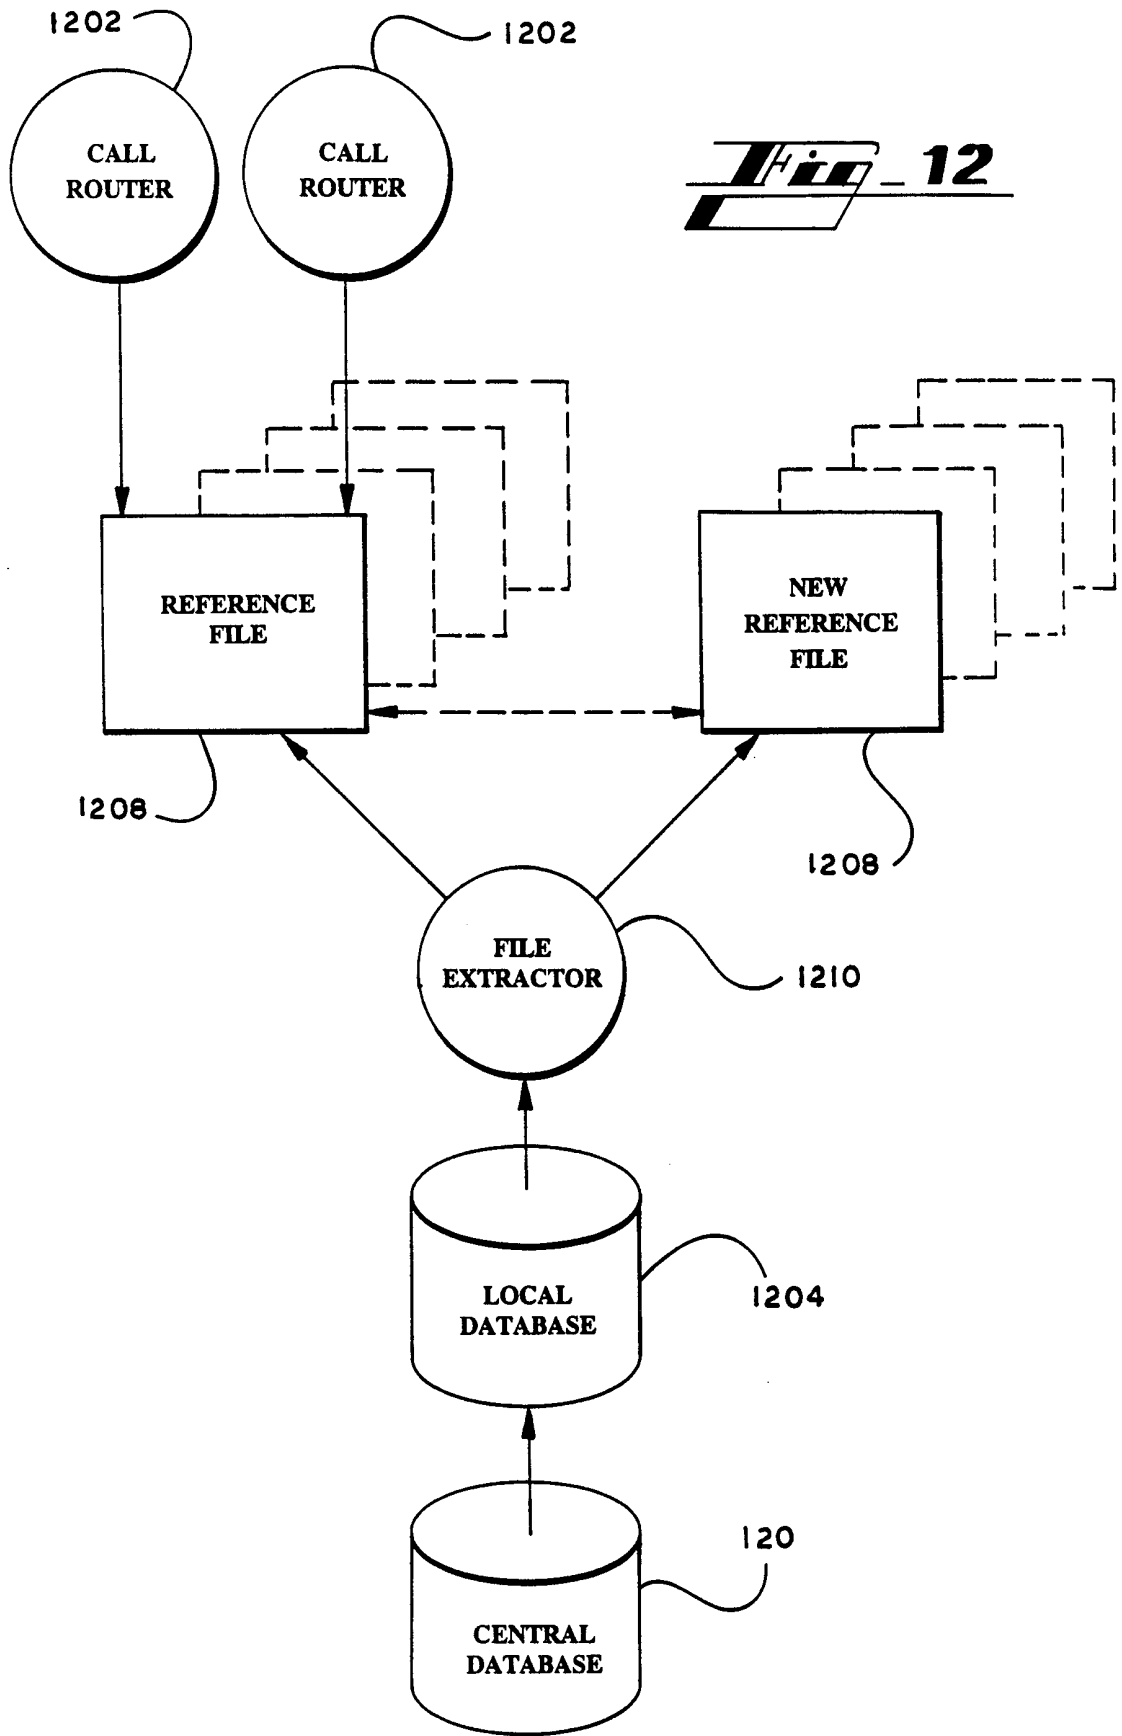 1202
1202
CALL
ROUTER
CALL
ROUTER
Fig_12
REFERENCE
FILE
NEW
REFERENCE
FILE
1208
1208
FILE
EXTRACTOR
1210
LOCAL
DATABASE
1204
120
CENTRAL
DATABASE